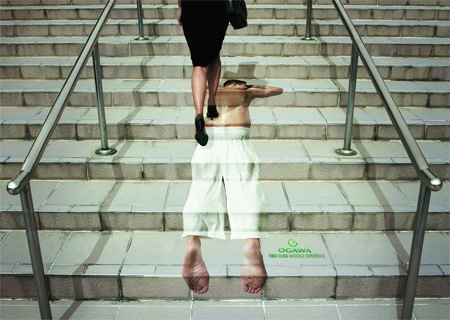 OGAWA
FIRST CLASS MASSAGE EXPERIENCE.